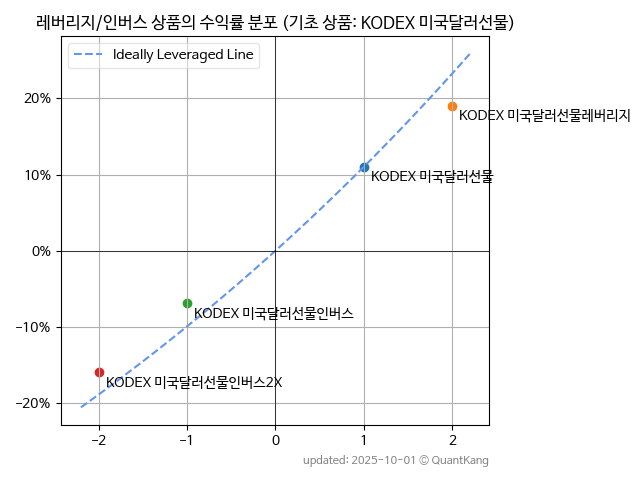 레버리지/인버스 상품의 수익률 분포 (기초 상품: KODEX 미국달러선물)
Ideally Leveraged Line
20%
KODEX 미국달러선물레버리지
10%
KODEX 미국달러선물
0%
KODEX 미국달러선물인버스
−10%
KODEX 미국달러선물인버스2X
−20%
−2 −1 0 1 2
updated: 2025-10-01 © QuantKang